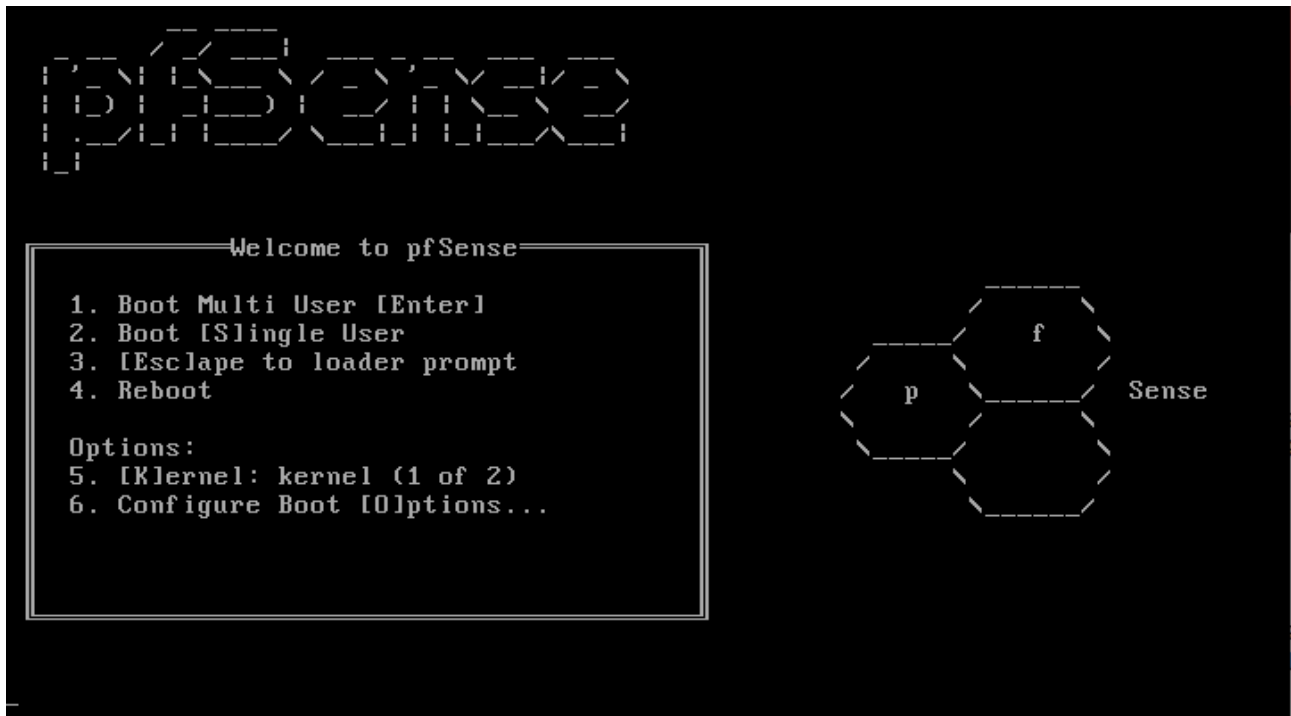 pfSense
Welcome to pfSense
1. Boot Multi User [Enter]
2. Boot [S]ingle User
3. [Esc]ape to loader prompt
4. Reboot
Options:
5. [K]ernel: kernel (1 of 2)
6. Configure Boot [O]ptions...
f
p
Sense